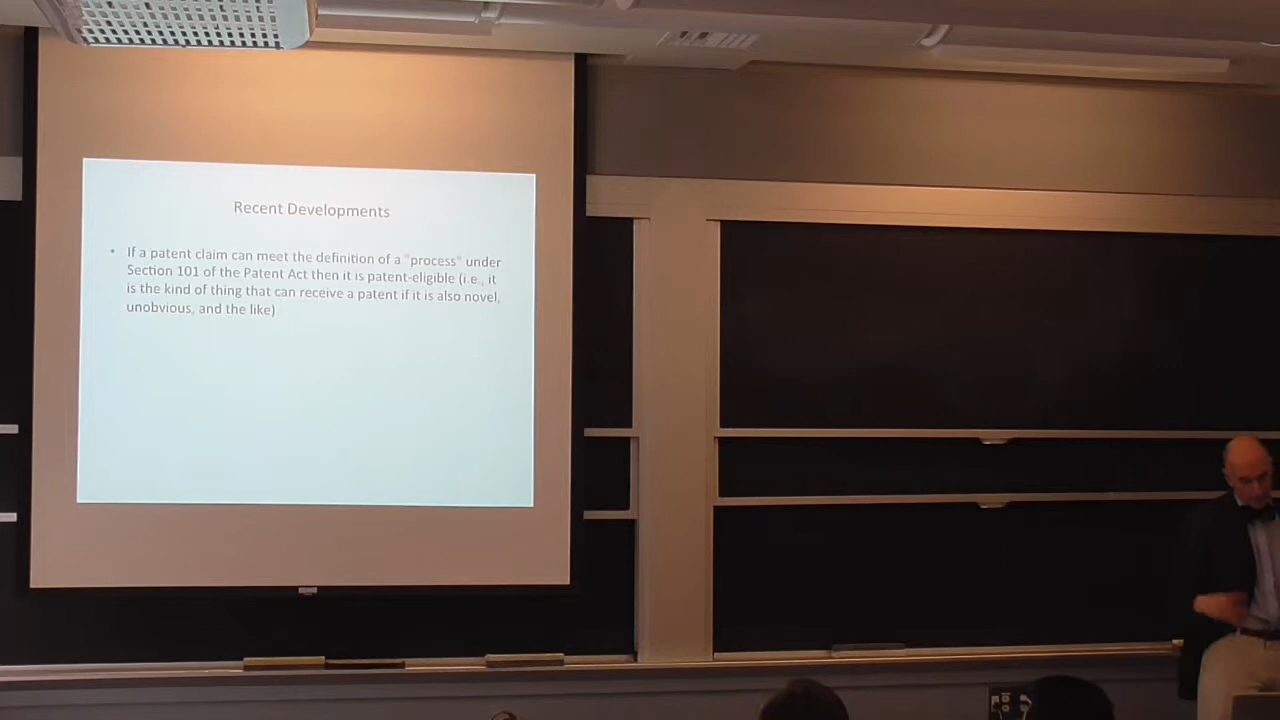 Recent Developments
• If a patent claim can meet the definition of a "process" under
Section 101 of the Patent Act then it is patent-eligible (i.e., it
is the kind of thing that can receive a patent if it is also novel,
unobvious, and the like)